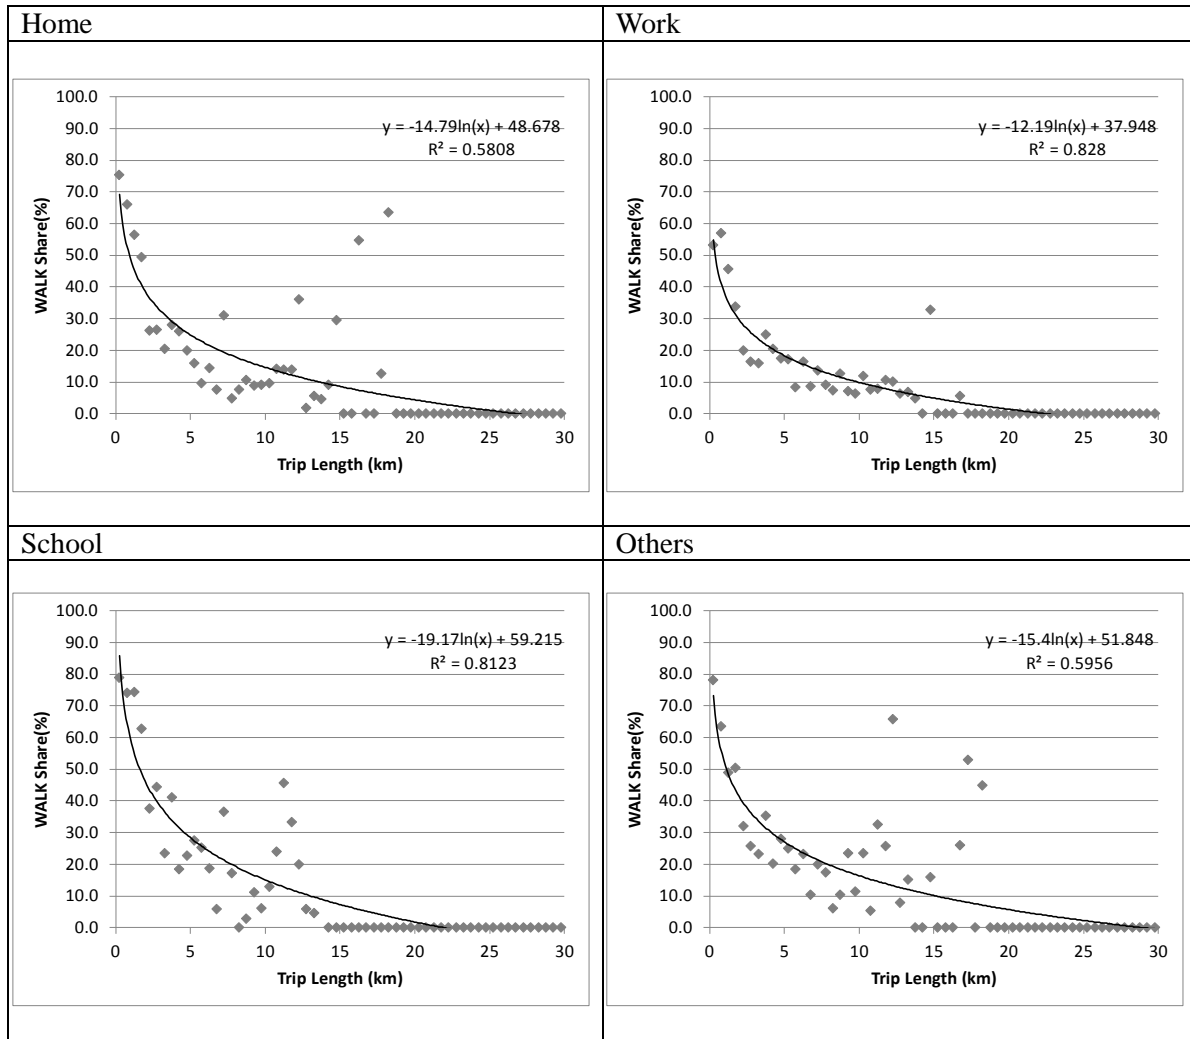 Home
Work
WALK Share(%)
100.0
90.0
80.0
70.0
60.0
50.0
40.0
30.0
20.0
10.0
0.0
y = -14.79ln(x) + 48.678
R² = 0.5808
0 5 10 15 20 25 30
Trip Length (km)
WALK Share(%)
100.0
90.0
80.0
70.0
60.0
50.0
40.0
30.0
20.0
10.0
0.0
y = -12.19ln(x) + 37.948
R² = 0.828
0 5 10 15 20 25 30
Trip Length (km)
School
Others
WALK Share(%)
100.0
90.0
80.0
70.0
60.0
50.0
40.0
30.0
20.0
10.0
0.0
y = -19.17ln(x) + 59.215
R² = 0.8123
0 5 10 15 20 25 30
Trip Length (km)
WALK Share(%)
100.0
90.0
80.0
70.0
60.0
50.0
40.0
30.0
20.0
10.0
0.0
y = -15.4ln(x) + 51.848
R² = 0.5956
0 5 10 15 20 25 30
Trip Length (km)